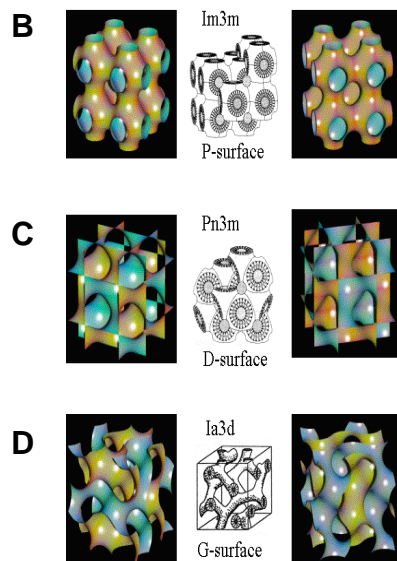 B
Im3m
P-surface
C
Pn3m
D-surface
D
Ia3d
G-surface